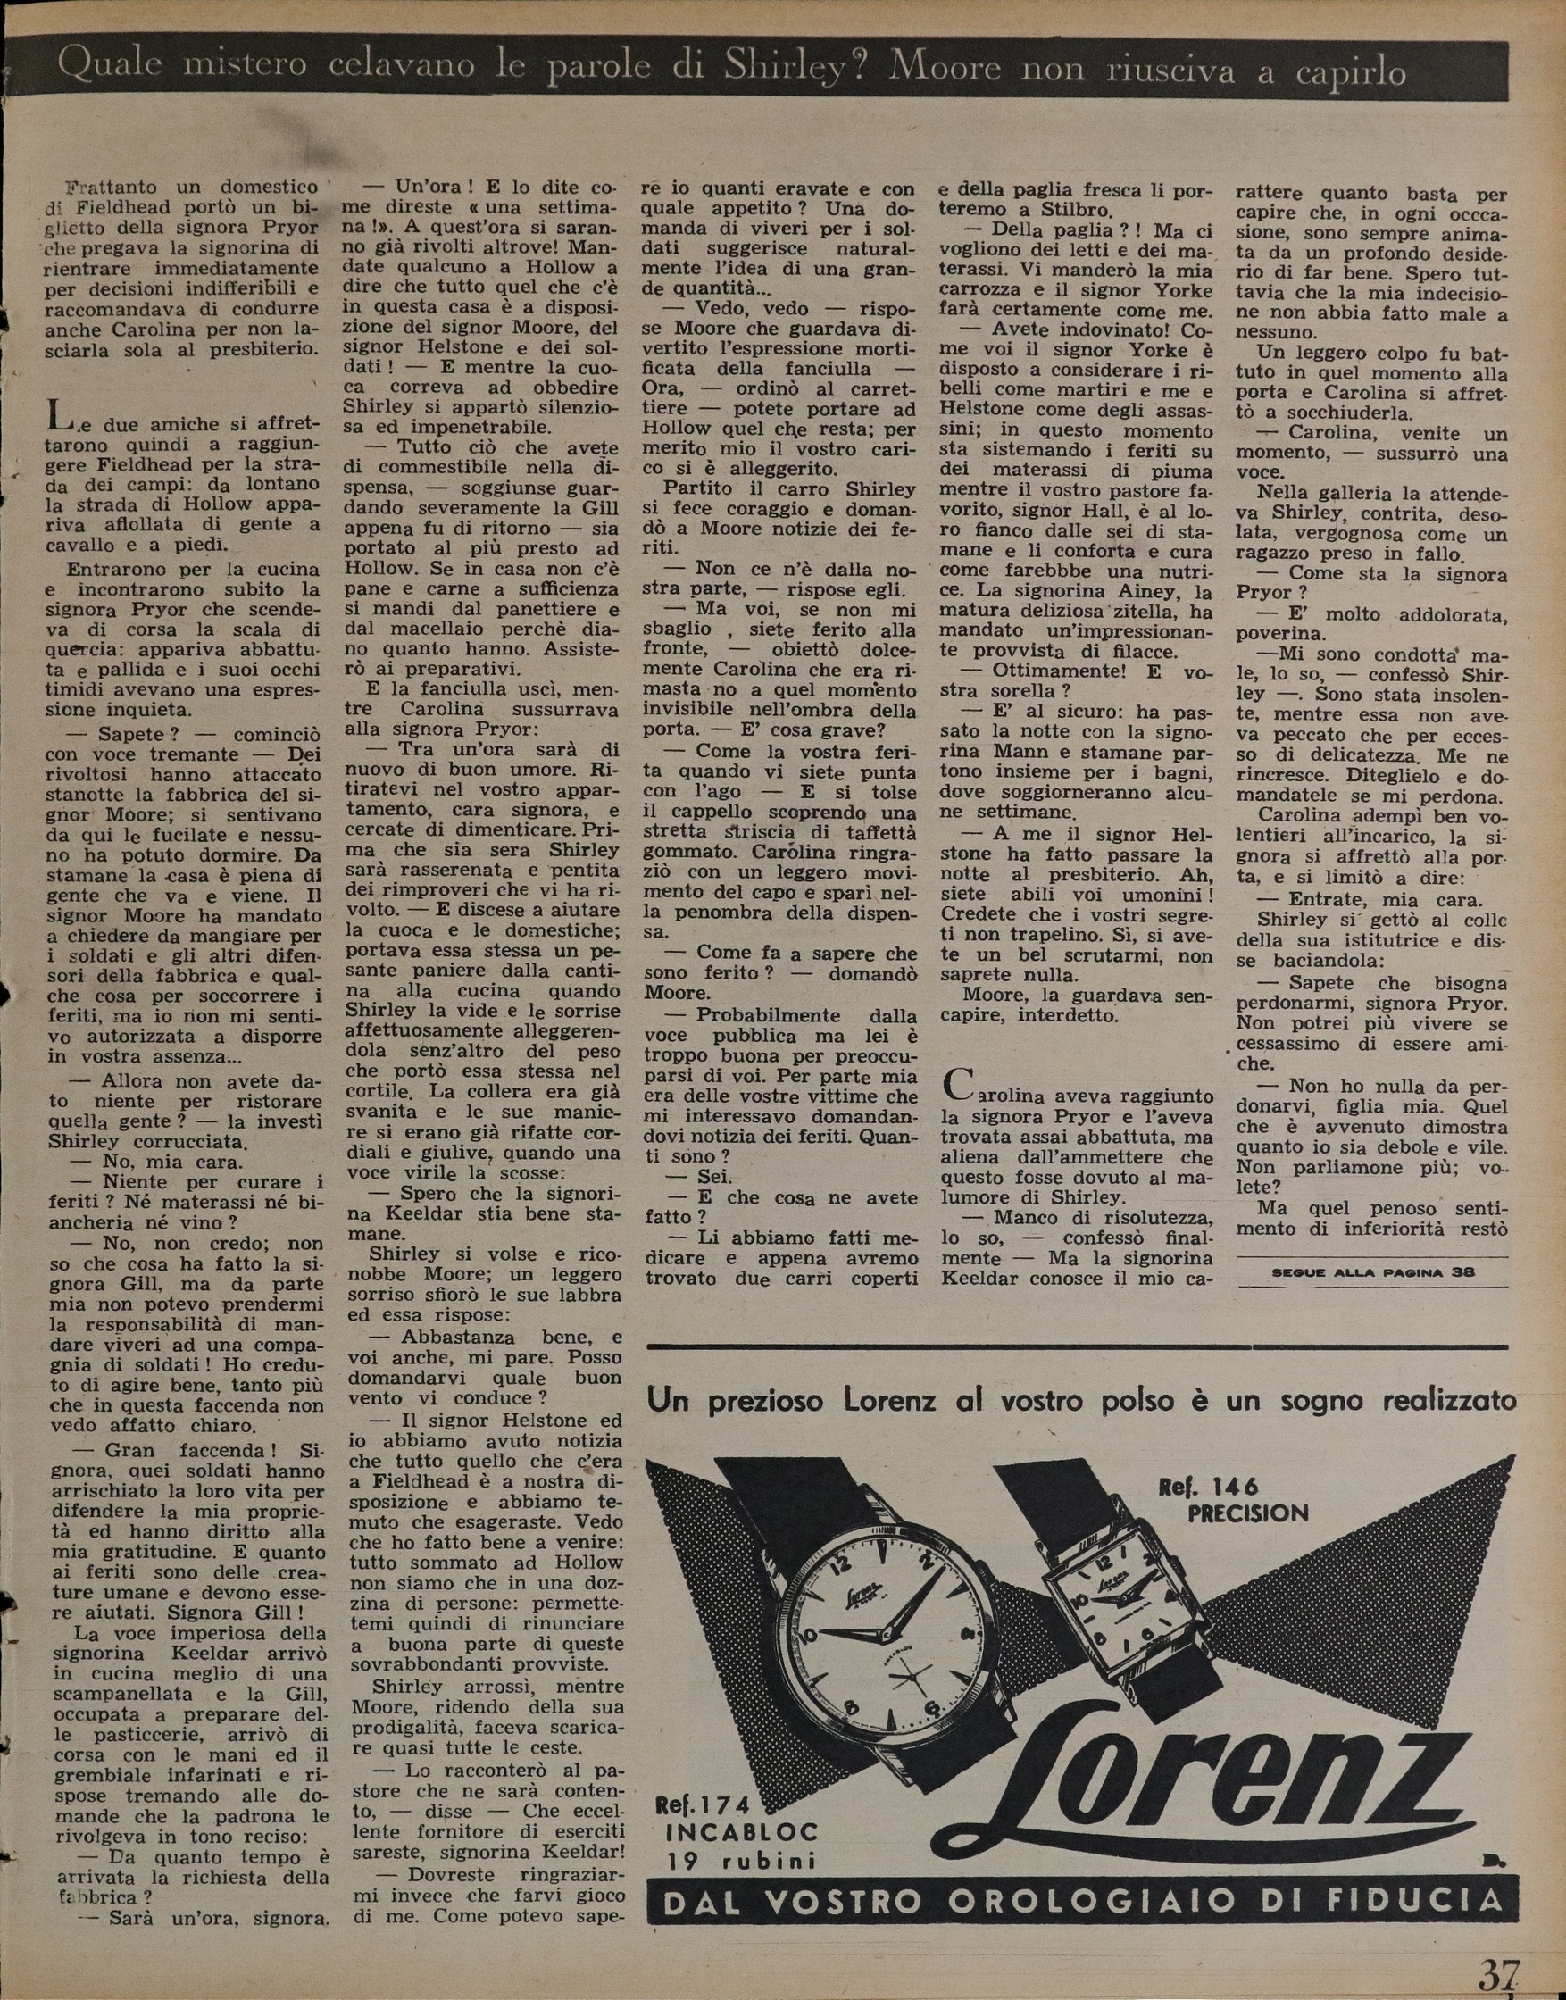 Quale mistero celavano le parole di Shirley? Moore non riusciva a capirlo
Frattanto un domestico
di Fieldhead portò un bi-
glietto della signora Pryor
che pregava la signorina di
rientrare immediatamente
per decisioni indifferibili e
raccomandava di condurre
anche Carolina per non la-
sciarla sola al presbiterio.
Le due amiche si affret-
tarono quindi a raggiun-
gere Fieldhead per la stra-
da dei campi: da lontano
la strada di Hollow appa-
riva affollata di gente a
cavallo e a piedi.
Entrarono per la cucina
e incontrarono subito la
signora Pryor che scende-
va di corsa la scala di
quercia: appariva abbattu-
ta e pallida e i suoi occhi
timidi avevano una espres-
sione inquieta.
— Sapete? — cominciò
con voce tremante — Dei
rivoltosi hanno attaccato
stanotte la fabbrica del si-
gnor Moore; si sentivano
da qui le fucilate e nessu-
no ha potuto dormire. Da
stamane la casa è piena di
gente che va e viene. Il
signor Moore ha mandato
a chiedere da mangiare per
i soldati e gli altri difen-
sori della fabbrica e qual-
che cosa per soccorrere i
feriti, ma io non mi senti-
vo autorizzata a disporre
in vostra assenza...
— Allora non avete da-
to niente per ristorare
quella gente? — la investì
Shirley corrucciata.
— No, mia cara.
— Niente per curare i
feriti? Né materassi né bi-
ancheria né vino?
— No, non credo; non
so che cosa ha fatto la si-
gnora Gill, ma da parte
mia non potevo prendermi
la responsabilità di man-
dare viveri ad una compa-
gnia di soldati! Ho credu-
to di agire bene, tanto più
che in questa faccenda non
vedo affatto chiaro.
— Gran faccenda! Si-
gnora, quei soldati hanno
arrischiato la loro vita per
difendere la mia proprie-
tà ed hanno diritto alla
mia gratitudine. E quanto
ai feriti sono delle crea-
ture umane e devono esse-
re aiutati. Signora Gill!
La voce imperiosa della
signorina Keeldar arrivò
in cucina meglio di una
scampanellata e la Gill,
occupata a preparare del-
le pasticcerie, arrivò di
corsa con le mani ed il
grembiale infarinati e ri-
spose tremando alle do-
mande che la padrona le
rivolgeva in tono reciso:
— Da quanto tempo è
arrivata la richiesta della
fabbrica?
— Sarà un'ora, signora.
— Un'ora! E lo dite co-
me direste « una settima-
na!». A quest'ora si saran-
no già rivolti altrove! Man-
date qualcuno a Hollow a
dire che tutto quel che c'è
in questa casa è a disposi-
zione del signor Moore, del
signor Helstone e dei sol-
dati! — E mentre la cuo-
ca correva ad obbedire
Shirley si appartò silenzio-
sa ed impenetrabile.
— Tutto ciò che avete
di commestibile nella di-
spensa, — soggiunse guar-
dando severamente la Gill
appena fu di ritorno — sia
portato al più presto ad
Hollow. Se in casa non c'è
pane e carne a sufficienza
si mandi dal panettiere e
dal macellaio perchè dia-
no quanto hanno. Assiste-
rò ai preparativi.
E la fanciulla uscì, men-
tre Carolina sussurrava
alla signora Pryor:
— Tra un'ora sarà di
nuovo di buon umore. Ri-
tiratevi nel vostro appar-
tamento, cara signora, e
cercate di dimenticare. Pri-
ma che sia sera Shirley
sarà rasserenata e pentita
dei rimproveri che vi ha ri-
volto. — E discese a aiutare
la cuoca e le domestiche;
portava essa stessa un pe-
sante paniere dalla canti-
na alla cucina quando
Shirley la vide e le sorrise
affettuosamente alleggeren-
dola senz'altro del peso
che portò essa stessa nel
cortile. La collera era già
svanita e le sue manie-
re si erano già rifatte cor-
diali e giulive, quando una
voce virile la scosse:
— Spero che la signori-
na Keeldar stia bene sta-
mane.
Shirley si volse e rico-
nobbe Moore; un leggero
sorriso sfiorò le sue labbra
ed essa rispose:
— Abbastanza bene, e
voi anche, mi pare. Posso
domandarvi quale buon
vento vi conduce?
— Il signor Helstone ed
io abbiamo avuto notizia
che tutto quello che c'era
a Fieldhead è a nostra di-
sposizione e abbiamo te-
muto che esageraste. Vedo
che ho fatto bene a venire:
tutto sommato ad Hollow
non siamo che in una doz-
zina di persone: permette-
temi quindi di rinunciare
a buona parte di queste
sovrabbondanti provviste.
Shirley arrossì, mentre
Moore, ridendo della sua
prodigalità, faceva scarica-
re quasi tutte le ceste.
— Lo racconterò al pa-
store che ne sarà conten-
to, — disse — Che eccel-
lente fornitore di eserciti
sareste, signorina Keeldar!
— Dovreste ringraziar-
mi invece che farvi gioco
di me. Come potevo sape-
re io quanti eravate e con
quale appetito? Una do-
manda di viveri per i sol-
dati suggerisce natural-
mente l'idea di una gran-
de quantità...
— Vedo, vedo — rispo-
se Moore che guardava di-
vertito l'espressione morti-
ficata della fanciulla —
Ora, — ordinò al carret-
tiere — potete portare ad
Hollow quel che resta; per
merito mio il vostro cari-
co si è alleggerito.
Partito il carro Shirley
si fece coraggio e doman-
dò a Moore notizie dei fe-
riti.
— Non ce n'è dalla no-
stra parte, — rispose egli.
— Ma voi, se non mi
sbaglio , siete ferito alla
fronte, — obiettò dolce-
mente Carolina che era ri-
masta no a quel momento
invisibile nell'ombra della
porta. — E' cosa grave?
— Come la vostra feri-
ta quando vi siete punta
con l'ago — E si tolse
il cappello scoprendo una
stretta striscia di taffettà
gommato. Carolina ringra-
ziò con un leggero movi-
mento del capo e sparì nel-
la penombra della dispen-
sa.
— Come fa a sapere che
sono ferito? — domandò
Moore.
— Probabilmente dalla
voce pubblica ma lei è
troppo buona per preoccu-
parsi di voi. Per parte mia
era delle vostre vittime che
mi interessavo domandan-
dovi notizia dei feriti. Quan-
ti sono?
— Sei.
— E che cosa ne avete
fatto?
— Li abbiamo fatti me-
dicare e appena avremo
trovato due carri coperti
e della paglia fresca li por-
teremo a Stilbro.
— Della paglia?! Ma ci
vogliono dei letti e dei ma-
terassi. Vi manderò la mia
carrozza e il signor Yorke
farà certamente come me.
— Avete indovinato! Co-
me voi il signor Yorke è
disposto a considerare i ri-
belli come martiri e me e
Helstone come degli assas-
sini; in questo momento
sta sistemando i feriti su
dei materassi di piuma
mentre il vostro pastore fa-
vorito, signor Hall, è al lo-
ro fianco dalle sei di sta-
mane e li conforta e cura
come farebbbe una nutri-
ce. La signorina Ainey, la
matura deliziosa zitella, ha
mandato un'impressionan-
te provvista di filacce.
— Ottimamente! E vo-
stra sorella?
— E' al sicuro: ha pas-
sato la notte con la signo-
rina Mann e stamane par-
tono insieme per i bagni,
dove soggiorneranno alcu-
ne settimane.
— A me il signor Hel-
stone ha fatto passare la
notte al presbiterio. Ah,
siete abili voi umonini!
Credete che i vostri segre-
ti non trapelino. Sì, si ave-
te un bel scrutarmi, non
saprete nulla.
Moore, la guardava sen-
capire, interdetto.
Carolina aveva raggiunto
la signora Pryor e l'aveva
trovata assai abbattuta, ma
aliena dall'ammettere che
questo fosse dovuto al ma-
lumore di Shirley.
— Manco di risolutezza,
lo so, — confessò final-
mente — Ma la signorina
Keeldar conosce il mio ca-
rattere quanto basta per
capire che, in ogni occca-
sione, sono sempre anima-
ta da un profondo deside-
rio di far bene. Spero tut-
tavia che la mia indecisio-
ne non abbia fatto male a
nessuno.
Un leggero colpo fu bat-
tuto in quel momento alla
porta e Carolina si affret-
tò a socchiuderla.
— Carolina, venite un
momento, — sussurrò una
voce.
Nella galleria la attende-
va Shirley, contrita, deso-
lata, vergognosa come un
ragazzo preso in fallo.
— Come sta la signora
Pryor?
— E' molto addolorata,
poverina.
—Mi sono condotta ma-
le, lo so, — confessò Shir-
ley —. Sono stata insolen-
te, mentre essa non ave-
va peccato che per ecces-
so di delicatezza. Me ne
rincresce. Diteglielo e do-
mandatele se mi perdona.
Carolina adempì ben vo-
lentieri all'incarico, la si-
gnora si affrettò alla por-
ta, e si limitò a dire:
— Entrate, mia cara.
Shirley si gettò al collo
della sua istitutrice e dis-
se baciandola:
— Sapete che bisogna
perdonarmi, signora Pryor.
Non potrei più vivere se
cessassimo di essere ami-
che.
— Non ho nulla da per-
donarvi, figlia mia. Quel
che è avvenuto dimostra
quanto io sia debole e vile.
Non parliamone più; vo-
lete?
Ma quel penoso senti-
mento di inferiorità restò
SEGUE ALLA PAGINA 38
Un prezioso Lorenz al vostro polso è un sogno realizzato
Ref. 146
PRECISION
Lorenz
Ref. 174
INCABLOC
19 rubini
DAL VOSTRO OROLOGIAIO DI FIDUCIA
37